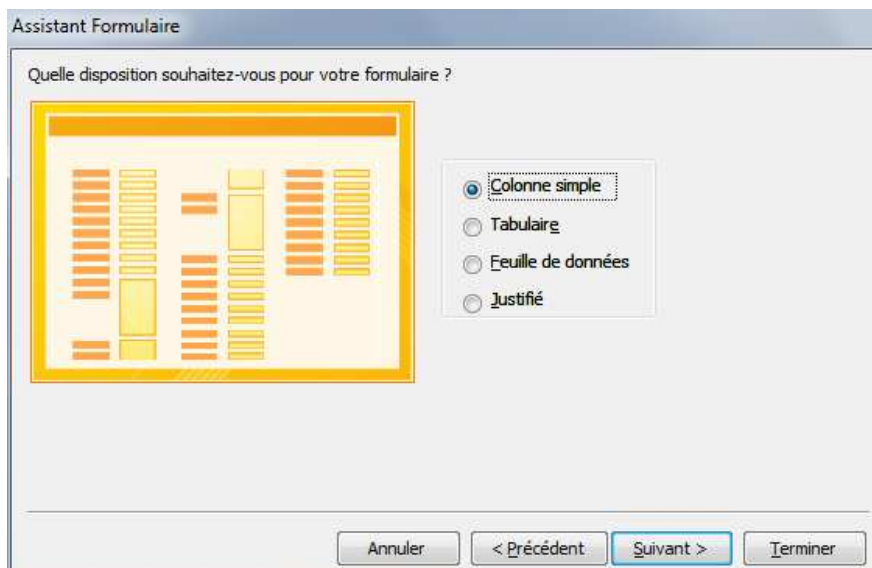 Assistant Formulaire
Quelle disposition souhaitez-vous pour votre formulaire ?
Colonne simple
Tabulaire
Feuille de données
Justifié
Annuler
< Précédent
Suivant >
Terminer